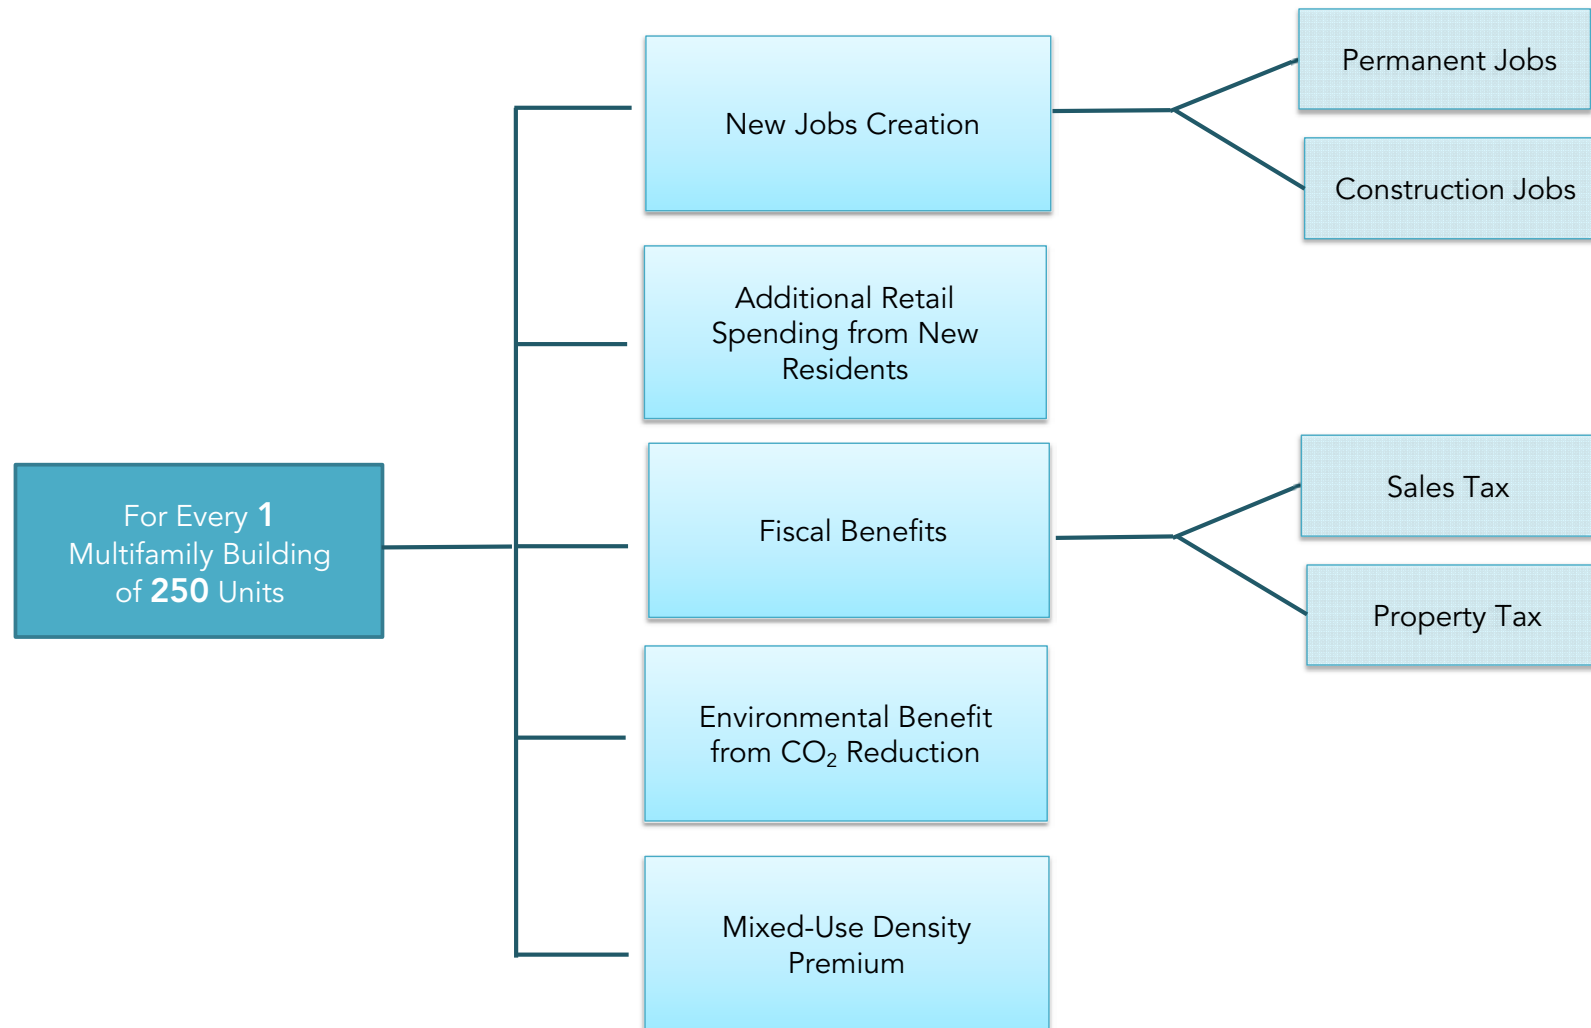 For Every 1
Multifamily Building
of 250 Units
New Jobs Creation
Permanent Jobs
Construction Jobs
Additional Retail
Spending from New
Residents
Fiscal Benefits
Sales Tax
Property Tax
Environmental Benefit
from CO₂ Reduction
Mixed-Use Density
Premium